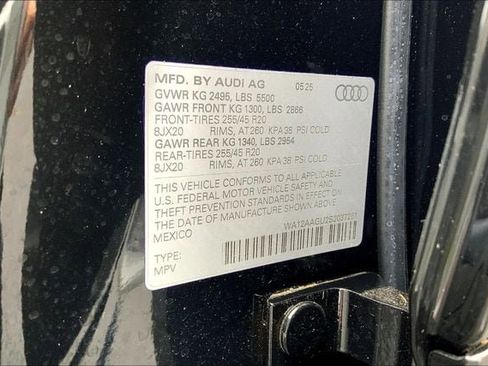 MFD. BY AUDI AG 05 25
GVWR KG 2495, LBS 5500
GAWR FRONT KG 1300, LBS 2866
FRONT-TIRES 255/45 R20
8JX20 RIMS, AT 260 KPA 38 PSI COLD
GAWR REAR KG 1340, LBS 2954
REAR-TIRES 255/45 R20
8JX20 RIMS, AT 260 KPA 38 PSI COLD
THIS VEHICLE CONFORMS TO ALL APPLICABLE
U.S. FEDERAL MOTOR VEHICLE SAFETY AND
THEFT PREVENTION STANDARDS IN EFFECT ON
THE DATE OF MANUFACTURE SHOWN ABOVE.
MEXICO
TYPE:
MPV